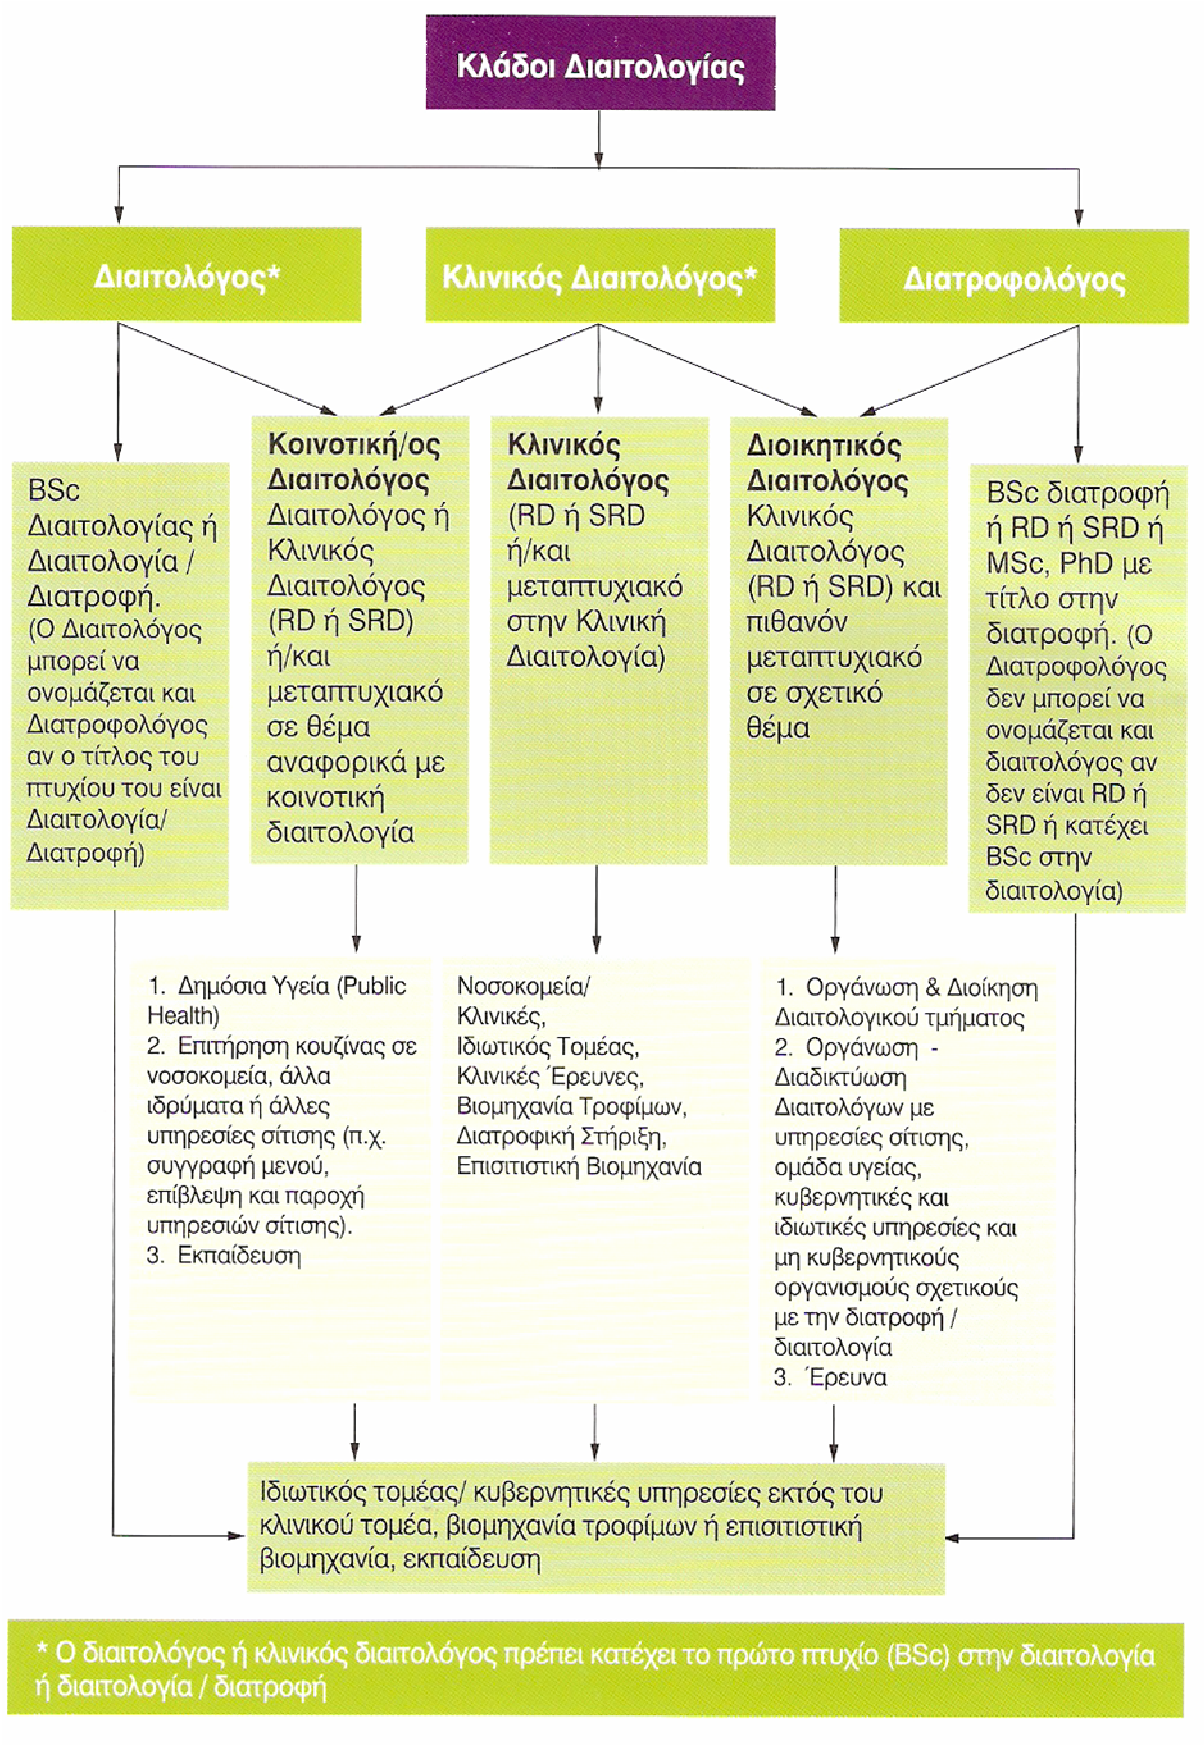 Κλάδοι Διαιτολογίας
Διαιτολόγος*
Κλινικός Διαιτολόγος*
Διατροφολόγος
BSc
Διαιτολογίας ή
Διαιτολογία /
Διατροφή.
(Ο Διαιτολόγος
μπορεί να
ονομάζεται και
Διατροφολόγος
αν ο τίτλος του
πτυχίου του είναι
Διαιτολογία/
Διατροφή)
Κοινοτική/ος
Διαιτολόγος
Διαιτολόγος ή
Κλινικός
Διαιτολόγος
(RD ή SRD)
ή/και
μεταπτυχιακό
σε θέμα
αναφορικά με
κοινοτική
διαιτολογία
Κλινικός
Διαιτολόγος
(RD ή SRD
ή/και
μεταπτυχιακό
στην Κλινική
Διαιτολογία)
Διοικητικός
Διαιτολόγος
Κλινικός
Διαιτολόγος
(RD ή SRD) και
πιθανόν
μεταπτυχιακό
σε σχετικό
θέμα
BSc διατροφή
ή RD ή SRD ή
MSc, PhD με
τίτλο στην
διατροφή. (Ο
Διατροφολόγος
δεν μπορεί να
ονομάζεται και
διαιτολόγος αν
δεν είναι RD ή
SRD ή κατέχει
BSc στην
διαιτολογία)
1. Δημόσια Υγεία (Public
Health)
2. Επιτήρηση κουζίνας σε
νοσοκομεία, άλλα
ιδρύματα ή άλλες
υπηρεσίες σίτισης (π.χ.
συγγραφή μενού,
επίβλεψη και παροχή
υπηρεσιών σίτισης).
3. Εκπαίδευση
Νοσοκομεία/
Κλινικές,
Ιδιωτικός Τομέας,
Κλινικές Έρευνες,
Βιομηχανία Τροφίμων,
Διατροφική Στήριξη,
Επισιτιστική Βιομηχανία
1. Οργάνωση & Διοίκηση
Διαιτολογικού τμήματος
2. Οργάνωση -
Διαδικτύωση
Διαιτολόγων με
υπηρεσίες σίτισης,
ομάδα υγείας,
κυβερνητικές και
ιδιωτικές υπηρεσίες και
μη κυβερνητικούς
οργανισμούς σχετικούς
με την διατροφή /
διαιτολογία
3. Έρευνα
Ιδιωτικός τομέας/ κυβερνητικές υπηρεσίες εκτός του
κλινικού τομέα, βιομηχανία τροφίμων ή επισιτιστική
βιομηχανία, εκπαίδευση
* Ο διαιτολόγος ή κλινικός διαιτολόγος πρέπει κατέχει το πρώτο πτυχίο (BSc) στην διαιτολογία
ή διαιτολογία / διατροφή